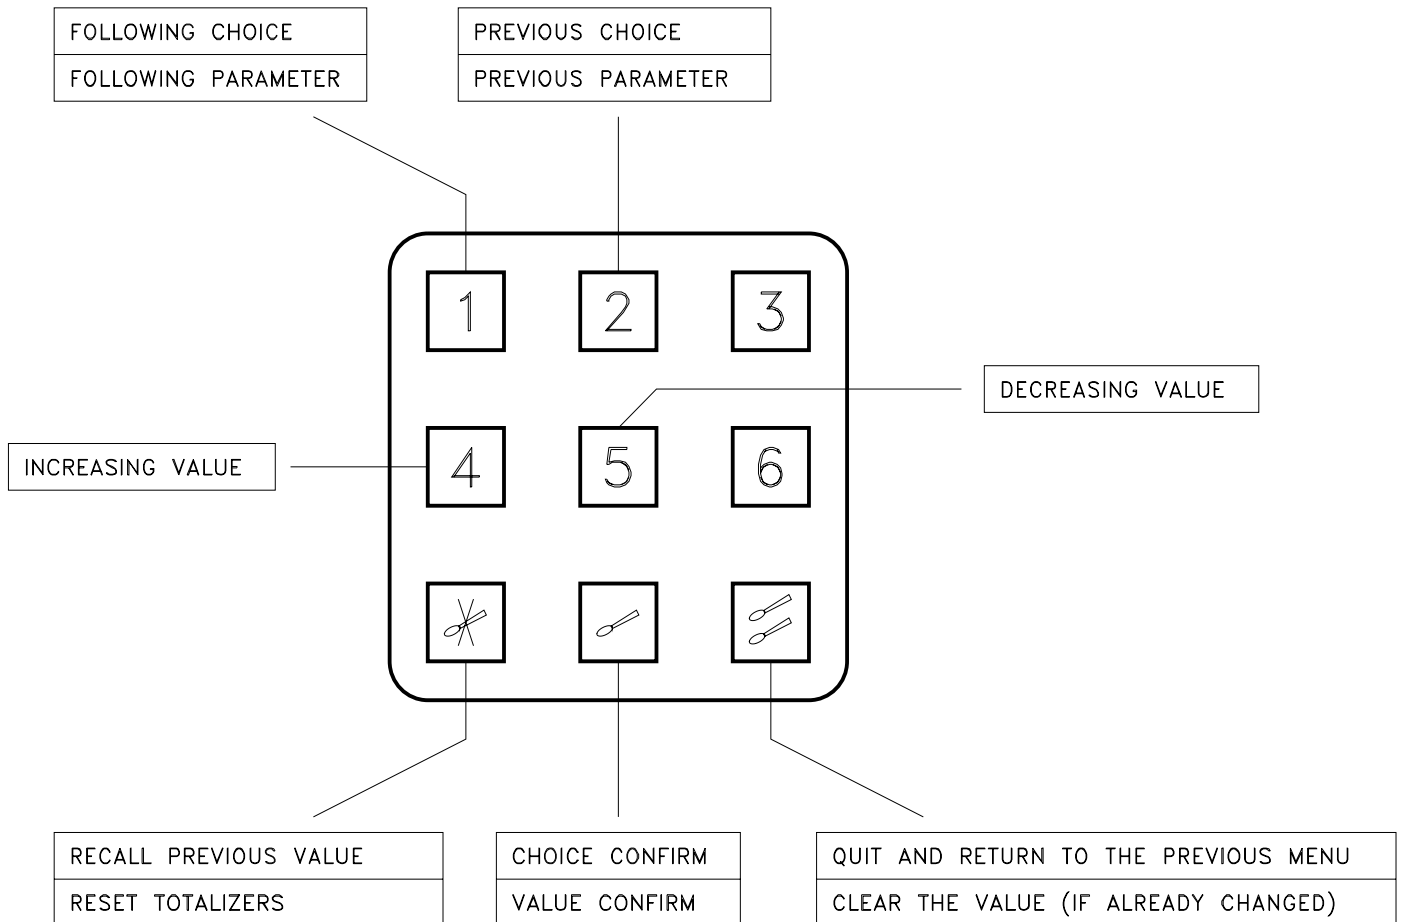 FOLLOWING CHOICE
FOLLOWING PARAMETER
PREVIOUS CHOICE
PREVIOUS PARAMETER
1
2
3
DECREASING VALUE
INCREASING VALUE
4
5
6
RECALL PREVIOUS VALUE
RESET TOTALIZERS
CHOICE CONFIRM
VALUE CONFIRM
QUIT AND RETURN TO THE PREVIOUS MENU
CLEAR THE VALUE (IF ALREADY CHANGED)